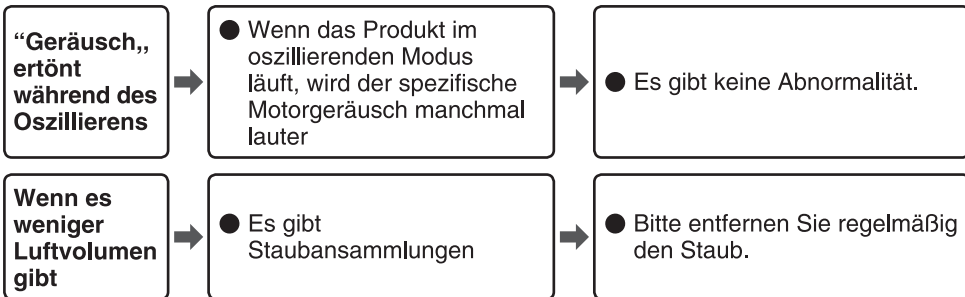 “Geräusch,,
ertönt
während des
Oszillierens
● Wenn das Produkt im
oszillierenden Modus
läuft, wird der spezifische
Motorgeräusch manchmal
lauter
● Es gibt keine Abnormalität.
Wenn es
weniger
Luftvolumen
gibt
● Es gibt
Staubansammlungen
● Bitte entfernen Sie regelmäßig
den Staub.